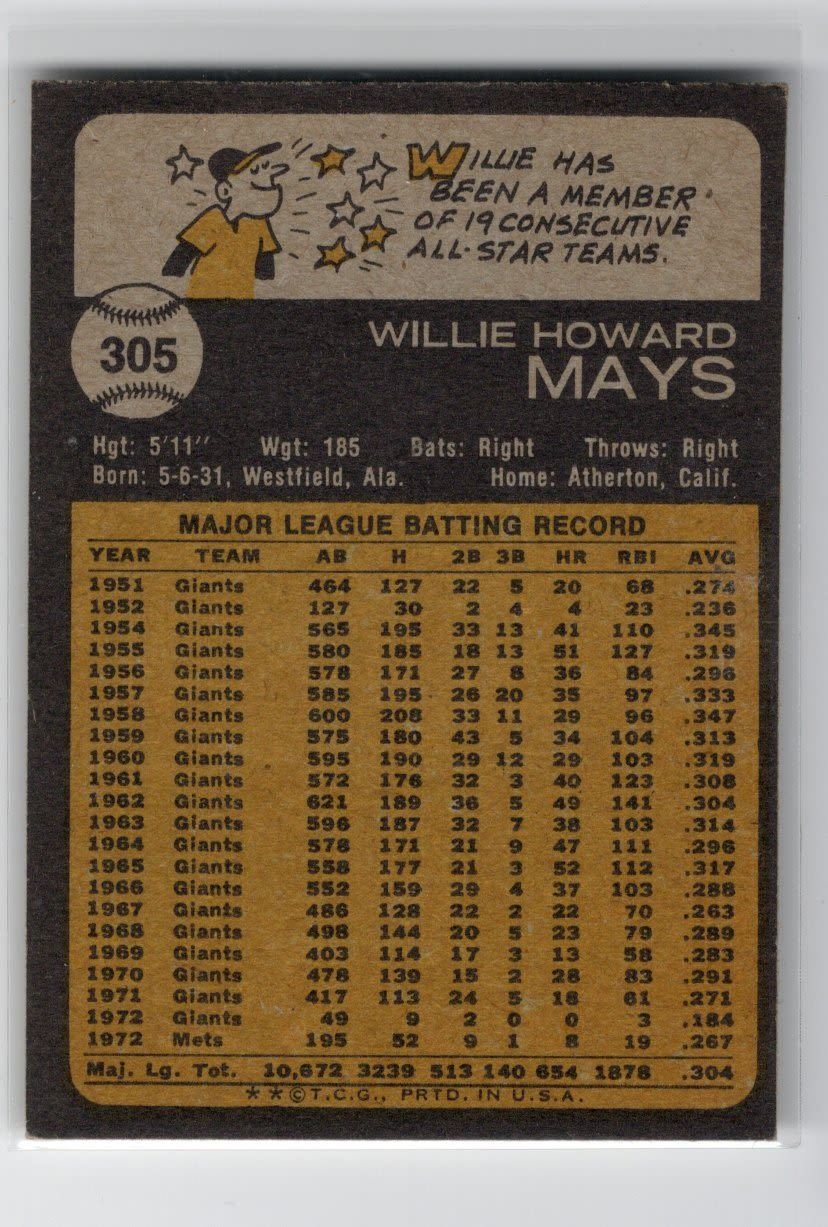 WILLIE HAS
BEEN A MEMBER
OF 19 CONSECUTIVE
ALL-STAR TEAMS.
305
WILLIE HOWARD
MAYS
Hgt: 5'11" Wgt: 185 Bats: Right Throws: Right
Born: 5-6-31, Westfield, Ala. Home: Atherton, Calif.
MAJOR LEAGUE BATTING RECORD
YEAR TEAM AB H 2B 3B HR RBI AVG
1951 Giants 464 127 22 5 20 68 .274
1952 Giants 127 30 2 4 4 23 .236
1954 Giants 565 195 33 13 41 110 .345
1955 Giants 580 185 18 13 51 127 .319
1956 Giants 578 171 27 8 36 84 .296
1957 Giants 585 195 26 20 35 97 .333
1958 Giants 600 208 33 11 29 96 .347
1959 Giants 575 180 43 5 34 104 .313
1960 Giants 595 190 29 12 29 103 .319
1961 Giants 572 176 32 3 40 123 .308
1962 Giants 621 189 36 5 49 141 .304
1963 Giants 596 187 32 7 38 103 .314
1964 Giants 578 171 21 9 47 111 .296
1965 Giants 558 177 21 3 52 112 .317
1966 Giants 552 159 29 4 37 103 .288
1967 Giants 486 128 22 2 22 70 .263
1968 Giants 498 144 20 5 23 79 .289
1969 Giants 403 114 17 3 13 58 .283
1970 Giants 478 139 15 2 28 83 .291
1971 Giants 417 113 24 5 18 61 .271
1972 Giants 49 9 2 0 0 3 .184
1972 Mets 195 52 9 1 8 19 .267
Maj. Lg. Tot. 10,672 3239 513 140 654 1878 .304
* * © T.C.G., PRTD. IN U.S.A.